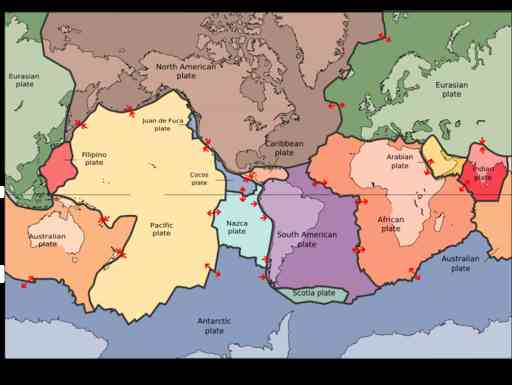 North American
plate
Eurasian
plate
Eurasian
plate
Juan de Fuca
plate
Caribbean
plate
Filipino
plate
Arabian
plate
Indian
plate
Cocos
plate
African
plate
Nazca
plate
Pacific
plate
South American
plate
Australian
plate
Australian
plate
Scotia plate
Antarctic
plate